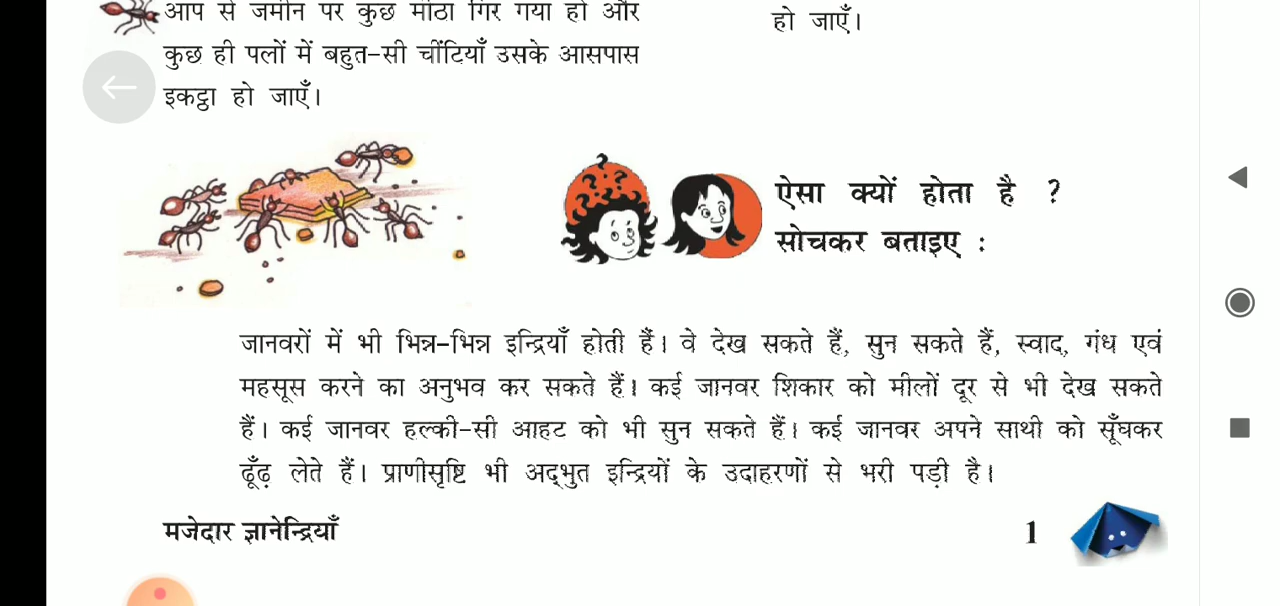 आप से जमीन पर कुछ मीठा गिर गया हो और
कुछ ही पलों में बहुत-सी चींटियाँ उसके आसपास
इकट्ठा हो जाएँ।
हो जाएँ।
ऐसा क्यों होता है ?
सोचकर बताइए :
जानवरों में भी भिन्न-भिन्न इन्द्रियाँ होती हैं। वे देख सकते हैं, सुन सकते हैं, स्वाद, गंध एवं
महसूस करने का अनुभव कर सकते हैं। कई जानवर शिकार को मीलों दूर से भी देख सकते
हैं। कई जानवर हल्की-सी आहट को भी सुन सकते हैं। कई जानवर अपने साथी को सूँघकर
ढूँढ़ लेते हैं। प्राणीसृष्टि भी अद्‌भुत इन्द्रियों के उदाहरणों से भरी पड़ी है।
मजेदार ज्ञानेन्द्रियाँ
1